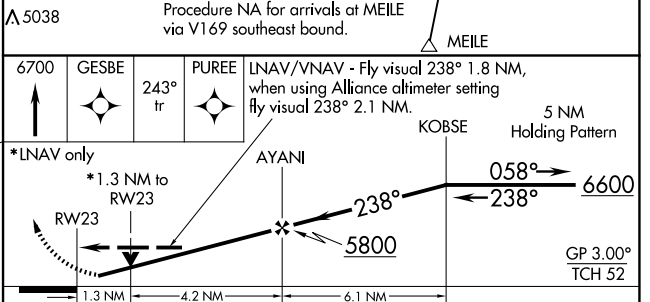 5038
Procedure NA for arrivals at MEILE
via V169 southeast bound.
MEILE
6700
GESBE
243°
tr
PUREE
LNAV/VNAV - Fly visual 238° 1.8 NM,
when using Alliance altimeter setting
fly visual 238° 2.1 NM.
KOBSE
5 NM
Holding Pattern
*LNAV only
AYANI
*1.3 NM to
RW23
RW23
058°
238°
6600
238°
5800
GP 3.00°
TCH 52
1.3 NM
4.2 NM
6.1 NM